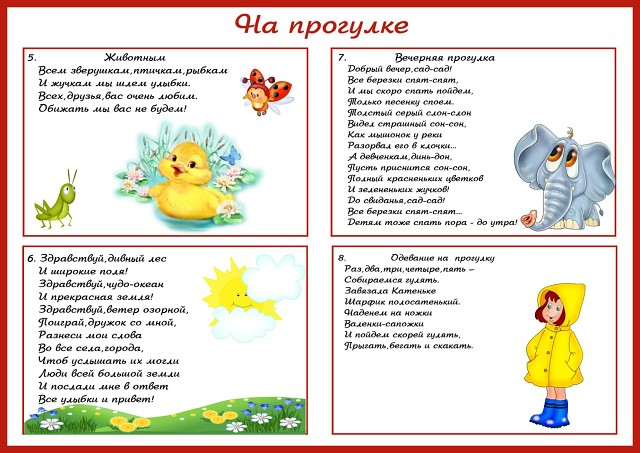 На прогулке
5. Животным
Всем зверушкам,птичкам,рыбкам
И жучкам мы шлем улыбки.
Всех,друзья,вас очень любим.
Обижать мы вас не будем!
6. Здравствуй,дивный лес
И широкие поля!
Здравствуй,чудо-океан
И прекрасная земля!
Здравствуй,ветер озорной,
Поиграй,дружок со мной,
Разнеси мои слова
Во все села,города,
Чтоб услышать их могли
Люди всей большой земли
И послали мне в ответ
Все улыбки и привет!
7. Вечерняя прогулка
Добрый вечер,сад-сад!
Все березки спят-спят,
И мы скоро спать пойдем,
Только песенку споем.
Толстый серый слон-слон
Видел страшный сон-сон,
Как мышонок у реки
Разорвал его в клочки...
А девченкам,динь-дон,
Пусть приснится сон-сон,
Полный красненьких цветков
И зелененьких жучков!
До свиданья,сад-сад!
Все березки спят-спят...
Детям тоже спать пора - до утра!
8. Одевание на прогулку
Раз,два,три,четыре,пять –
Собираемся гулять.
Завязала Катеньке
Шарфик полосатенький.
Наденем на ножки
Валенки-сапожки
И пойдем скорей гулять,
Прыгать,бегать и скакать.